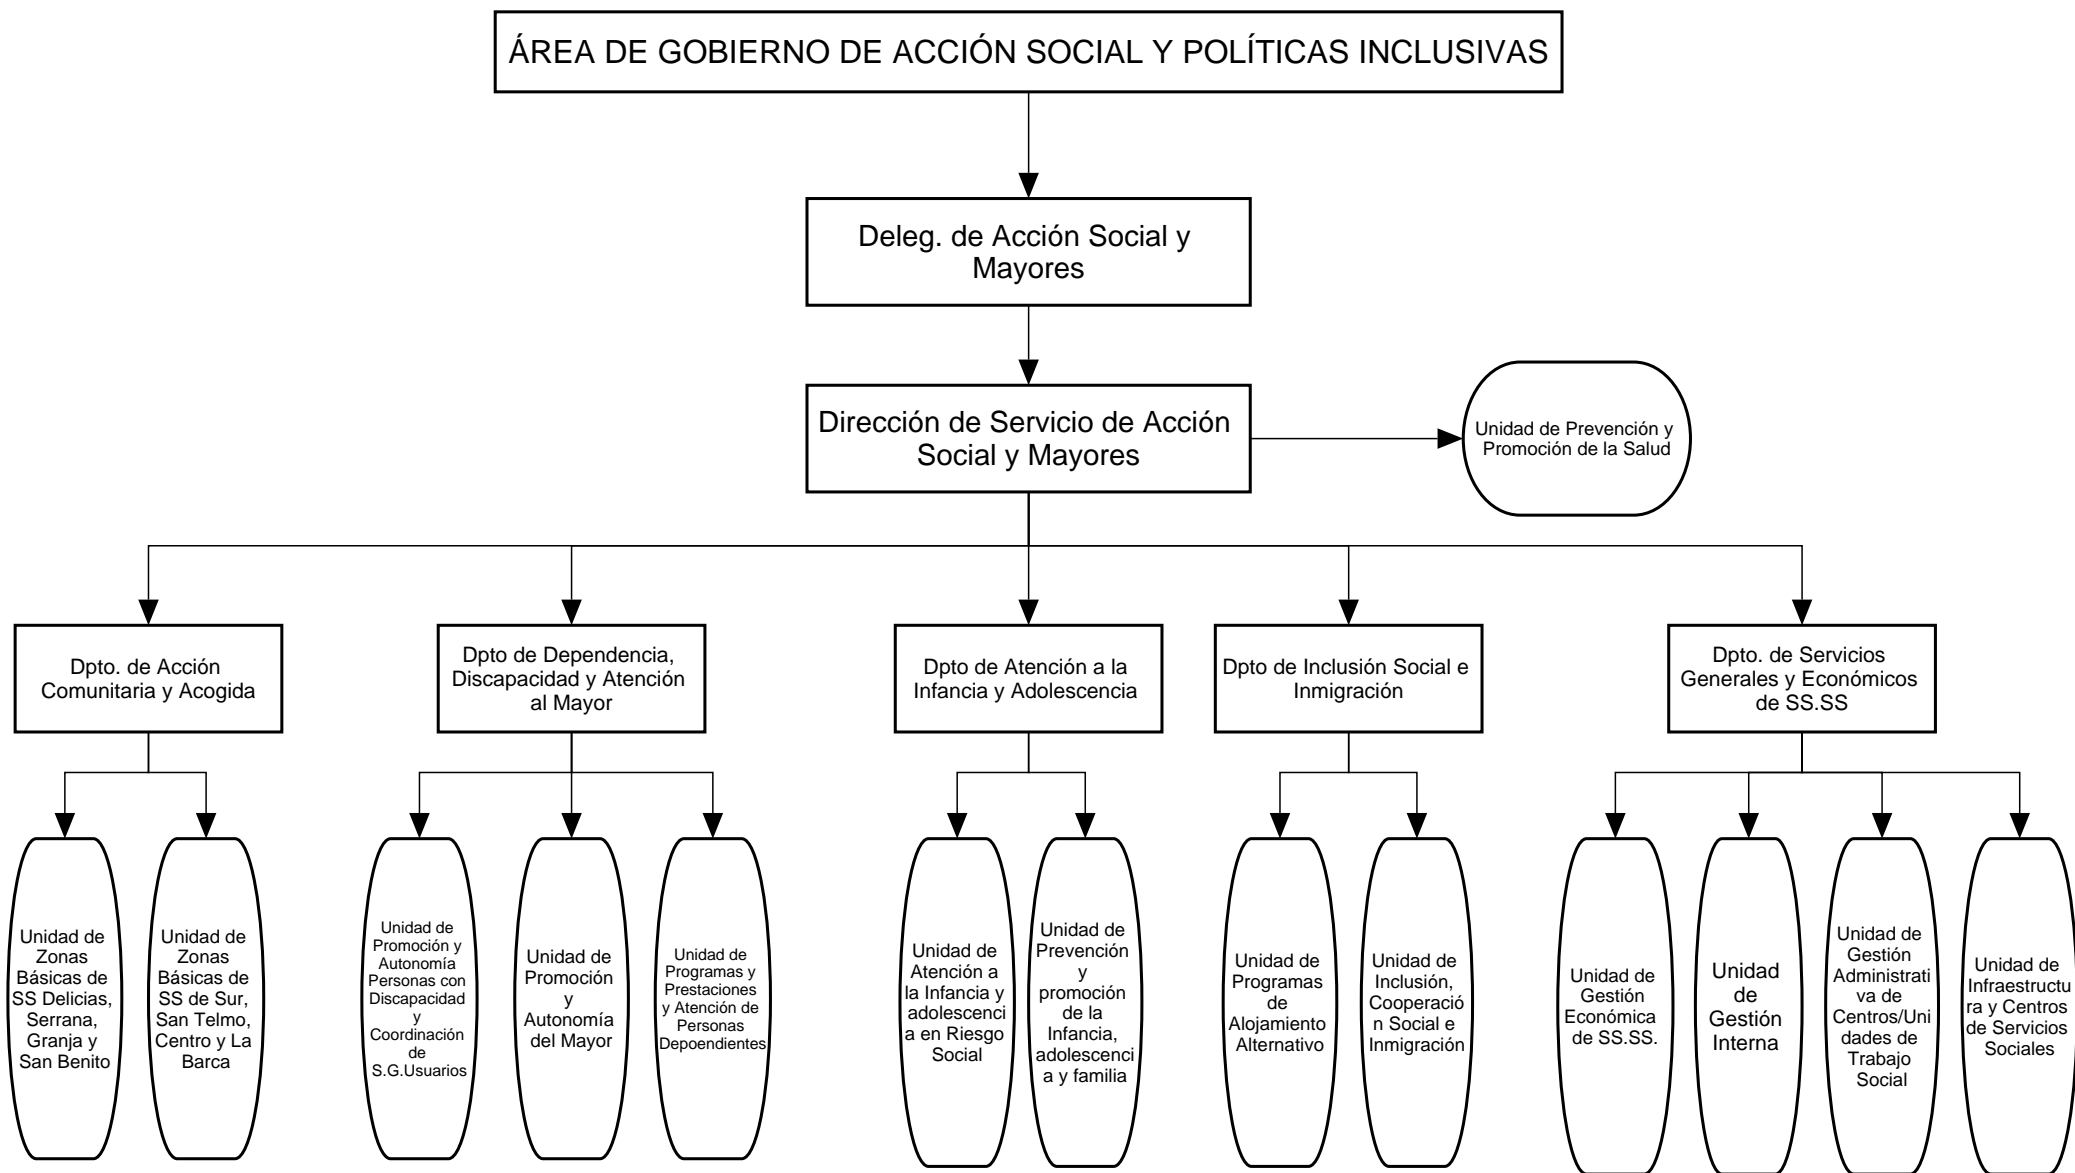 ÁREA DE GOBIERNO DE ACCIÓN SOCIAL Y POLÍTICAS INCLUSIVAS
Deleg. de Acción Social y
Mayores
Dirección de Servicio de Acción
Social y Mayores
Unidad de Prevención y
Promoción de la Salud
Dpto. de Acción
Comunitaria y Acogida
Dpto de Dependencia,
Discapacidad y Atención
al Mayor
Dpto de Atención a la
Infancia y Adolescencia
Dpto de Inclusión Social e
Inmigración
Dpto. de Servicios
Generales y Económicos
de SS.SS
Unidad de
Zonas
Básicas de
SS Delicias,
Serrana,
Granja y
San Benito
Unidad de
Zonas
Básicas de
SS de Sur,
San Telmo,
Centro y La
Barca
Unidad de
Promoción y
Autonomía
Personas con
Discapacidad
y
Coordinación
de
S.G.Usuarios
Unidad de
Promoción
y
Autonomía
del Mayor
Unidad de
Programas y
Prestaciones
y Atención de
Personas
Depoendientes
Unidad de
Atención a
la Infancia y
adolescenci
a en Riesgo
Social
Unidad de
Prevención
y
promoción
de la
Infancia,
adolescenci
a y familia
Unidad de
Programas
de
Alojamiento
Alternativo
Unidad de
Inclusión,
Cooperació
n Social e
Inmigración
Unidad de
Gestión
Económica
de SS.SS.
Unidad
de
Gestión
Interna
Unidad de
Gestión
Administrati
va de
Centros/Uni
dades de
Trabajo
Social
Unidad de
Infraestructu
ra y Centros
de Servicios
Sociales